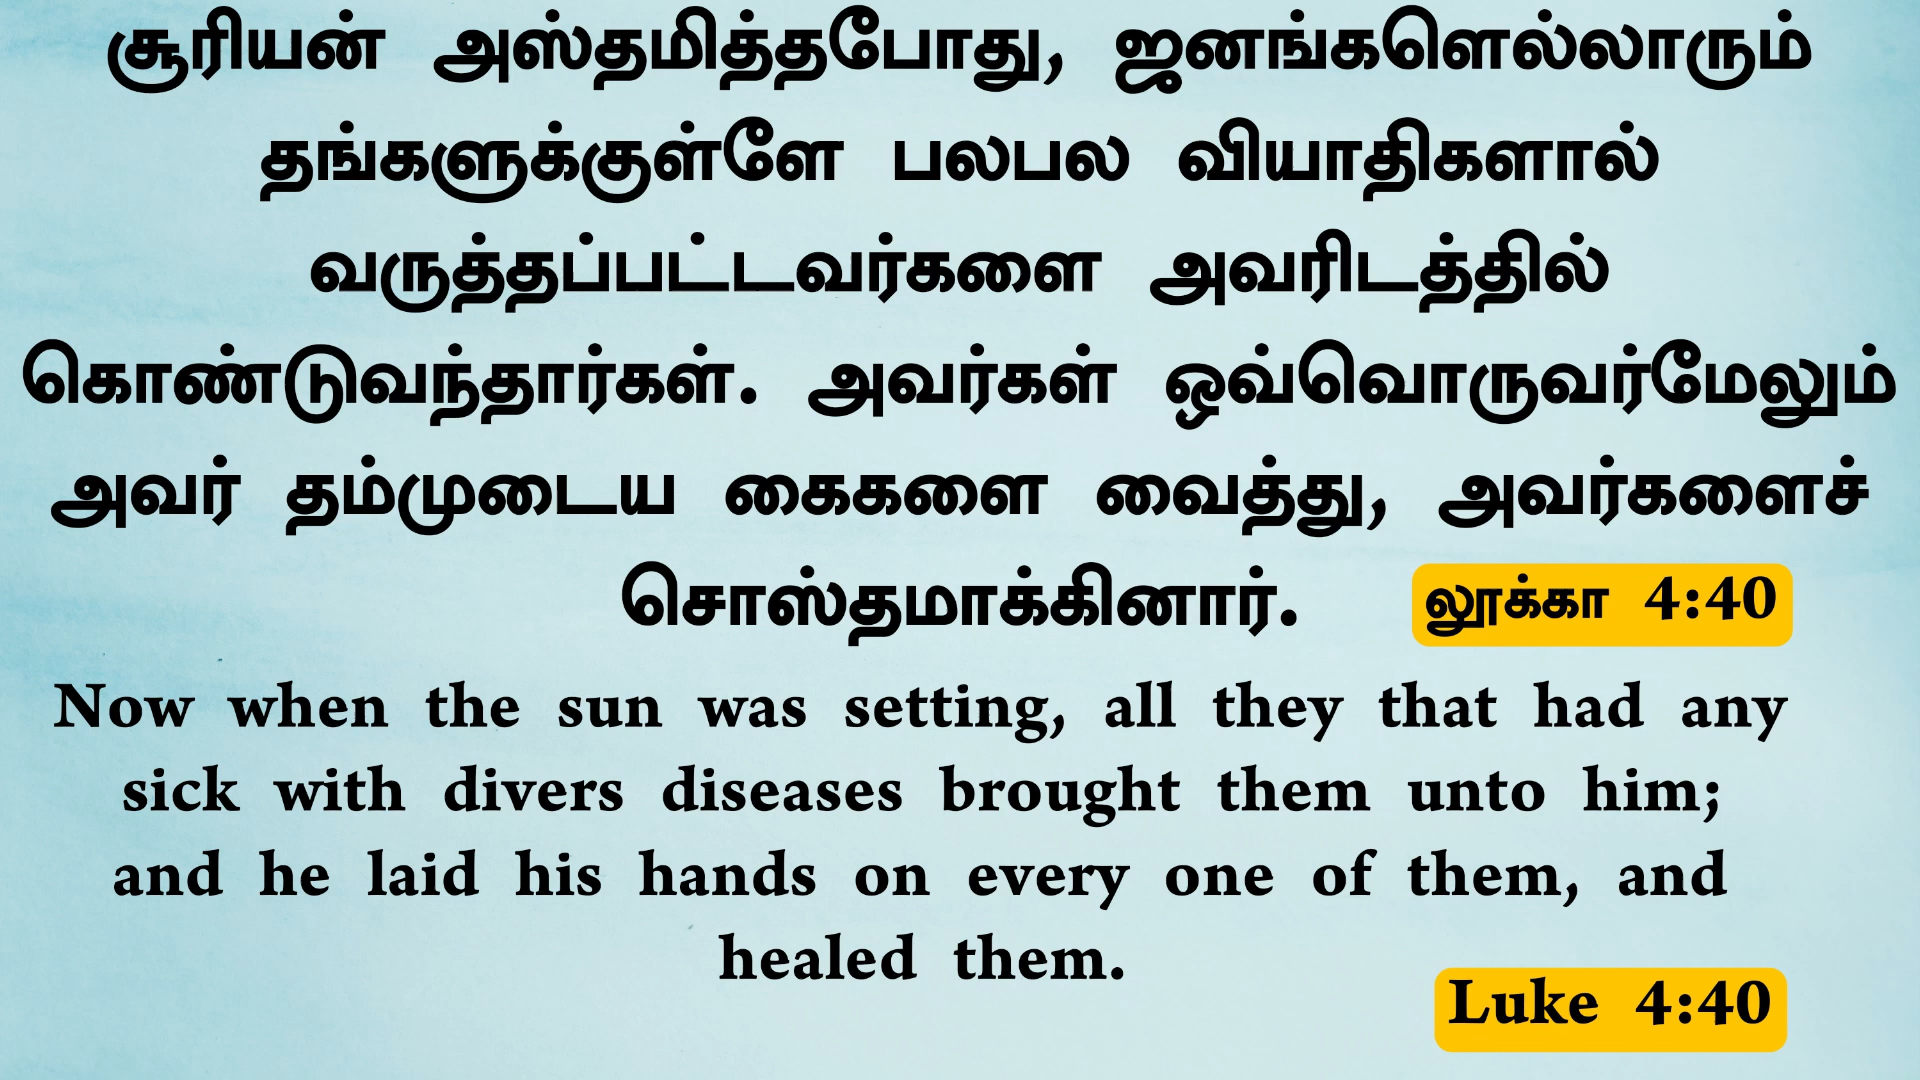 சூரியன் அஸ்தமித்தபோது, ஜனங்களெல்லாரும்
தங்களுக்குள்ளே பலபல வியாதிகளால்
வருத்தப்பட்டவர்களை அவரிடத்தில்
கொண்டுவந்தார்கள். அவர்கள் ஒவ்வொருவர்மேலும்
அவர் தம்முடைய கைகளை வைத்து, அவர்களைச்
சொஸ்தமாக்கினார். லூக்கா 4:40
Now when the sun was setting, all they that had any
sick with divers diseases brought them unto him;
and he laid his hands on every one of them, and
healed them.
Luke 4:40